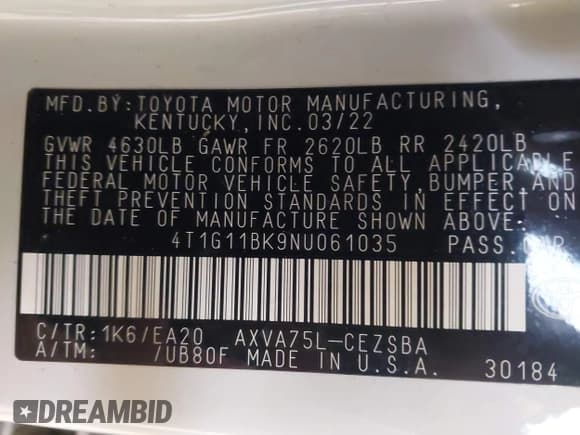 MFD.BY:TOYOTA MOTOR MANUFACTURING,
KENTUCKY,INC.03/22
GVWR 4630LB GAWR FR 2620LB RR 2420LB
THIS VEHICLE CONFORMS TO ALL APPLICABLE
FEDERAL MOTOR VEHICLE SAFETY,BUMPER,AND
THEFT PREVENTION STANDARDS IN EFFECT ON
THE DATE OF MANUFACTURE SHOWN ABOVE.
4T1G11BK9NU061035 PASS.CAR
C/TR:1K6/EA20 AXVA75L-CEZSBA
A/TM: /UB80F MADE IN U.S.A. 30184
DREAMBID